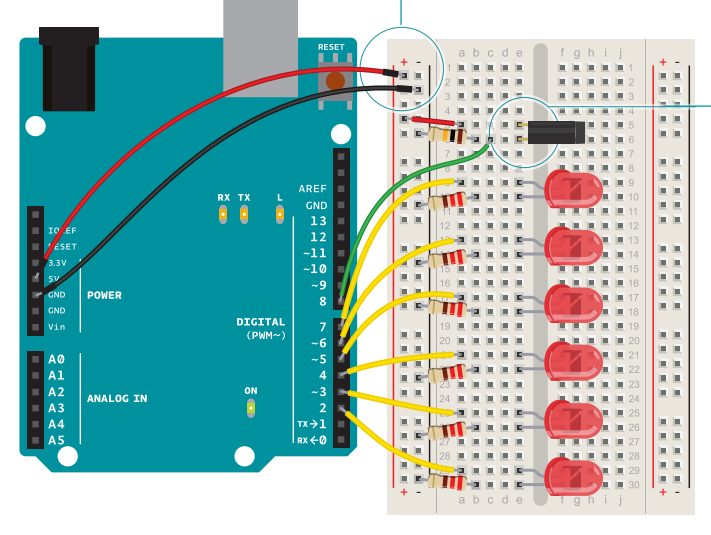 RESET
+ -
a b c d e
f g h i j
+ -
1
2
3
4
5
6
7
8
9
10
11
12
13
14
15
16
17
18
19
20
21
22
23
24
25
26
27
28
29
30
AREF
GND
13
12
~11
~10
~9
8
7
~6
~5
4
~3
2
TX→1
RX←0
RX TX L
IOREF
RESET
3.3V
5V
GND
GND
Vin
POWER
DIGITAL
(PWM~)
ON
A0
A1
A2
A3
A4
A5
ANALOG IN
+ -
a b c d e
f g h i j
+ -